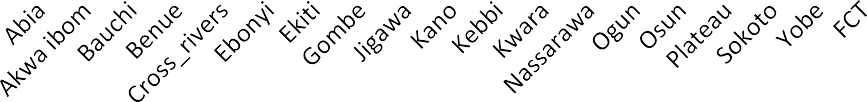 Abia
Akwa ibom
Bauchi
Benue
Cross_rivers
Ebonyi
Ekiti
Gombe
Jigawa
Kano
Kebbi
Kwara
Nassarawa
Ogun
Osun
Plateau
Sokoto
Yobe
FCT